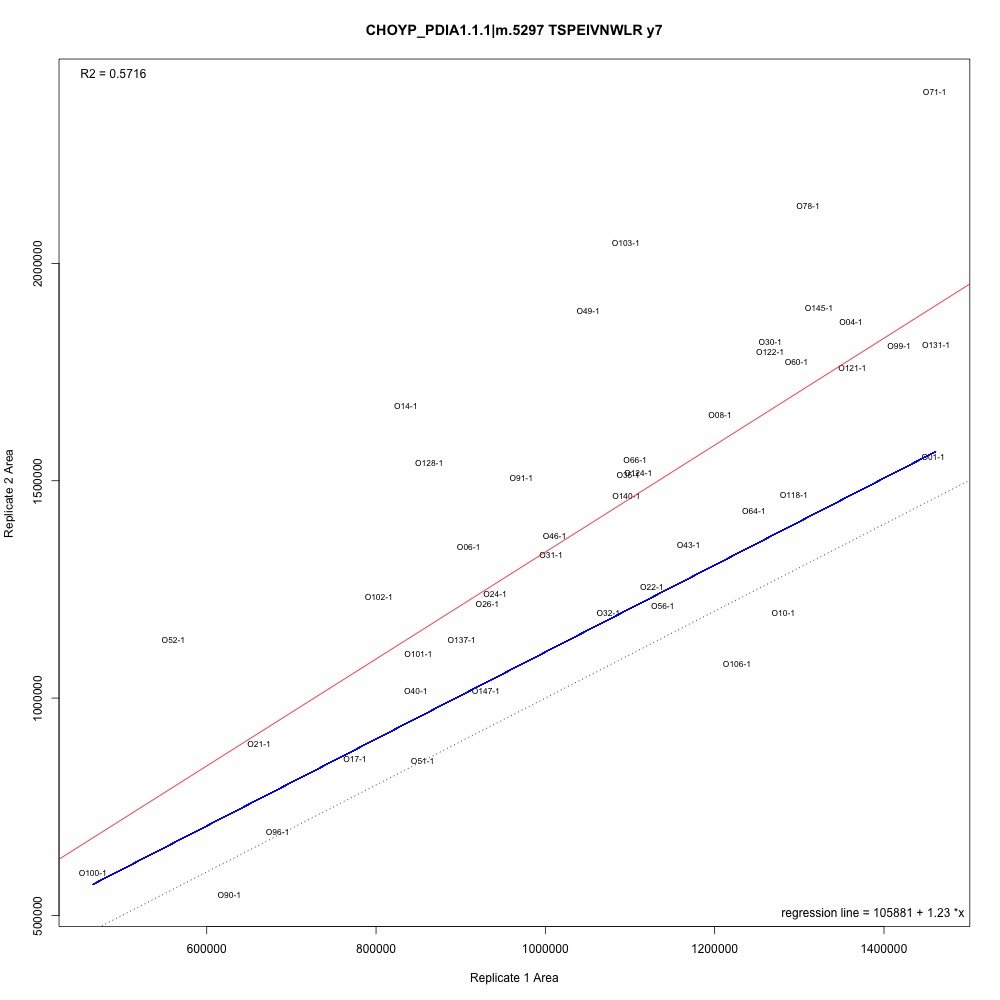 CHOYP_PDIA1.1.1|m.5297 TSPEIVNWLR y7
R2 = 0.5716
O71-1
O78-1
O103-1
2000000
O49-1
O145-1
O04-1
O30-1
O122-1
O99-1
O131-1
O60-1
O121-1
O14-1
O08-1
O128-1
O66-1
O124-1
O91-1
1500000
O140-1
O118-1
O01-1
O64-1
O46-1
O06-1
O31-1
O43-1
O22-1
O102-1
O24-1
O26-1
O56-1
O32-1
O10-1
O52-1
O137-1
O101-1
O106-1
O40-1
O147-1
1000000
O21-1
O17-1
O51-1
O96-1
O100-1
O90-1
500000
regression line = 105881 + 1.23 *x
600000
800000
1000000
1200000
1400000
Replicate 1 Area
Replicate 2 Area